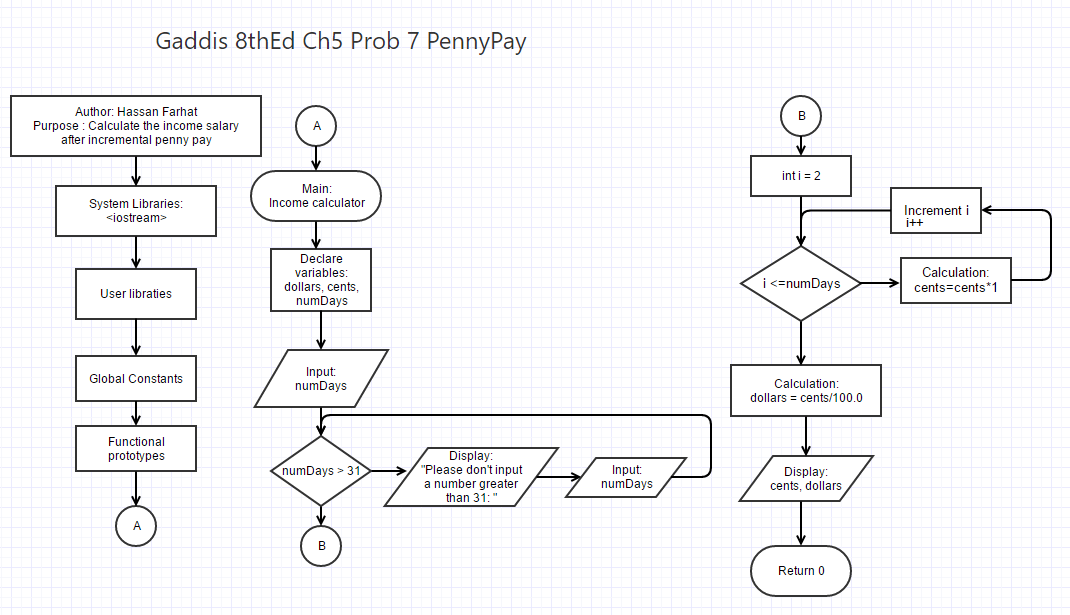 Gaddis 8thEd Ch5 Prob 7 PennyPay
Author: Hassan Farhat
Purpose : Calculate the income salary
after incremental penny pay
System Libraries:
<iostream>
User libraties
Global Constants
Functional
prototypes
A
A
Main:
Income calculator
Declare
variables:
dollars, cents,
numDays
Input:
numDays
numDays > 31
Display:
"Please don't input
a number greater
than 31: "
Input:
numDays
B
B
int i = 2
Increment i
i++
i <=numDays
Calculation:
cents=cents*1
Calculation:
dollars = cents/100.0
Display:
cents, dollars
Return 0